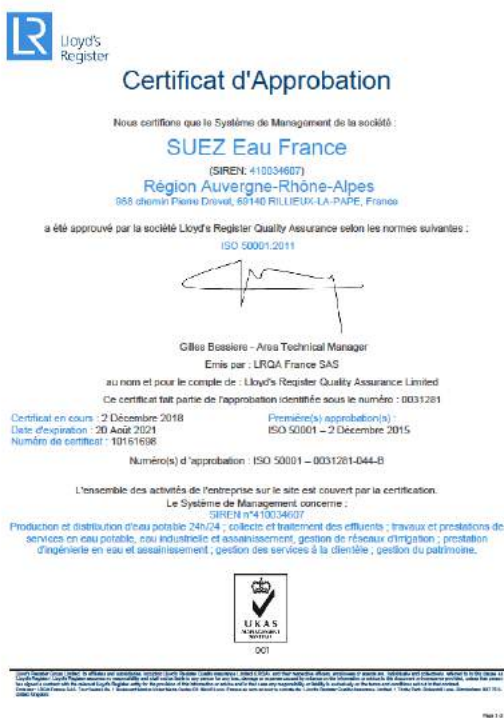 LR
Lloyd's
Register
Certificat d'Approbation
Nous certifions que le Système de Management de la société :
SUEZ Eau France
(SIREN: 410034607)
Région Auvergne-Rhône-Alpes
988 chemin Pierre Drevet, 69140 RILLIEUX-LA-PAPE, France
a été approuvé par la société Lloyd's Register Quality Assurance selon les normes suivantes :
ISO 50001:2011
Gilles Bessiere - Area Technical Manager
Emis par : LRQA France SAS
au nom et pour le compte de : Lloyd's Register Quality Assurance Limited
Ce certificat fait partie de l'approbation identifiée sous le numéro : 0031281
Certificat en cours : 2 Décembre 2018
Date d'expiration : 20 Août 2021
Numéro de certificat : 10161698
Première(s) approbation(s) :
ISO 50001 – 2 Décembre 2015
Numéro(s) d'approbation : ISO 50001 – 0031281-044-B
L'ensemble des activités de l'entreprise sur le site est couvert par la certification.
Le Système de Management concerne :
SIREN n°410034607
Production et distribution d'eau potable 24h/24 ; collecte et traitement des effluents ; travaux et prestations de
services en eau potable, eau industrielle et assainissement, gestion de réseaux d'irrigation ; prestation
d'ingénierie en eau et assainissement ; gestion des services à la clientèle ; gestion du patrimoine.
UKAS
MANAGEMENT
SYSTEMS
001